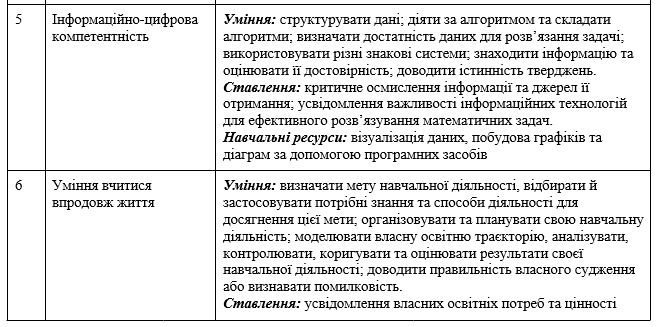 5
Інформаційно-цифрова
компетентність
Уміння: структурувати дані; діяти за алгоритмом та складати
алгоритми; визначати достатність даних для розв’язання задачі;
використовувати різні знакові системи; знаходити інформацію та
оцінювати її достовірність; доводити істинність тверджень.
Ставлення: критичне осмислення інформації та джерел її
отримання; усвідомлення важливості інформаційних технологій
для ефективного розв’язування математичних задач.
Навчальні ресурси: візуалізація даних, побудова графіків та
діаграм за допомогою програмних засобів
6
Уміння вчитися
впродовж життя
Уміння: визначати мету навчальної діяльності, відбирати й
застосовувати потрібні знання та способи діяльності для
досягнення цієї мети; організовувати та планувати свою навчальну
діяльність; моделювати власну освітню траєкторію, аналізувати,
контролювати, коригувати та оцінювати результати своєї
навчальної діяльності; доводити правильність власного судження
або визнавати помилковість.
Ставлення: усвідомлення власних освітніх потреб та цінності